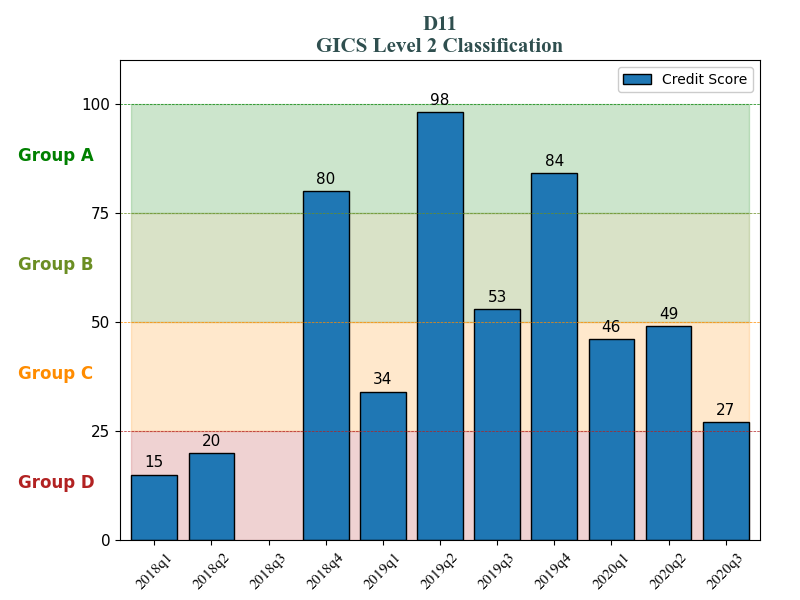 D11
GICS Level 2 Classification
Credit Score
100
98
Group A
84
80
75
Group B
53
50
49
46
Group C
34
27
25
20
15
Group D
0
2018q1 2018q2 2018q3 2018q4 2019q1 2019q2 2019q3 2019q4 2020q1 2020q2 2020q3